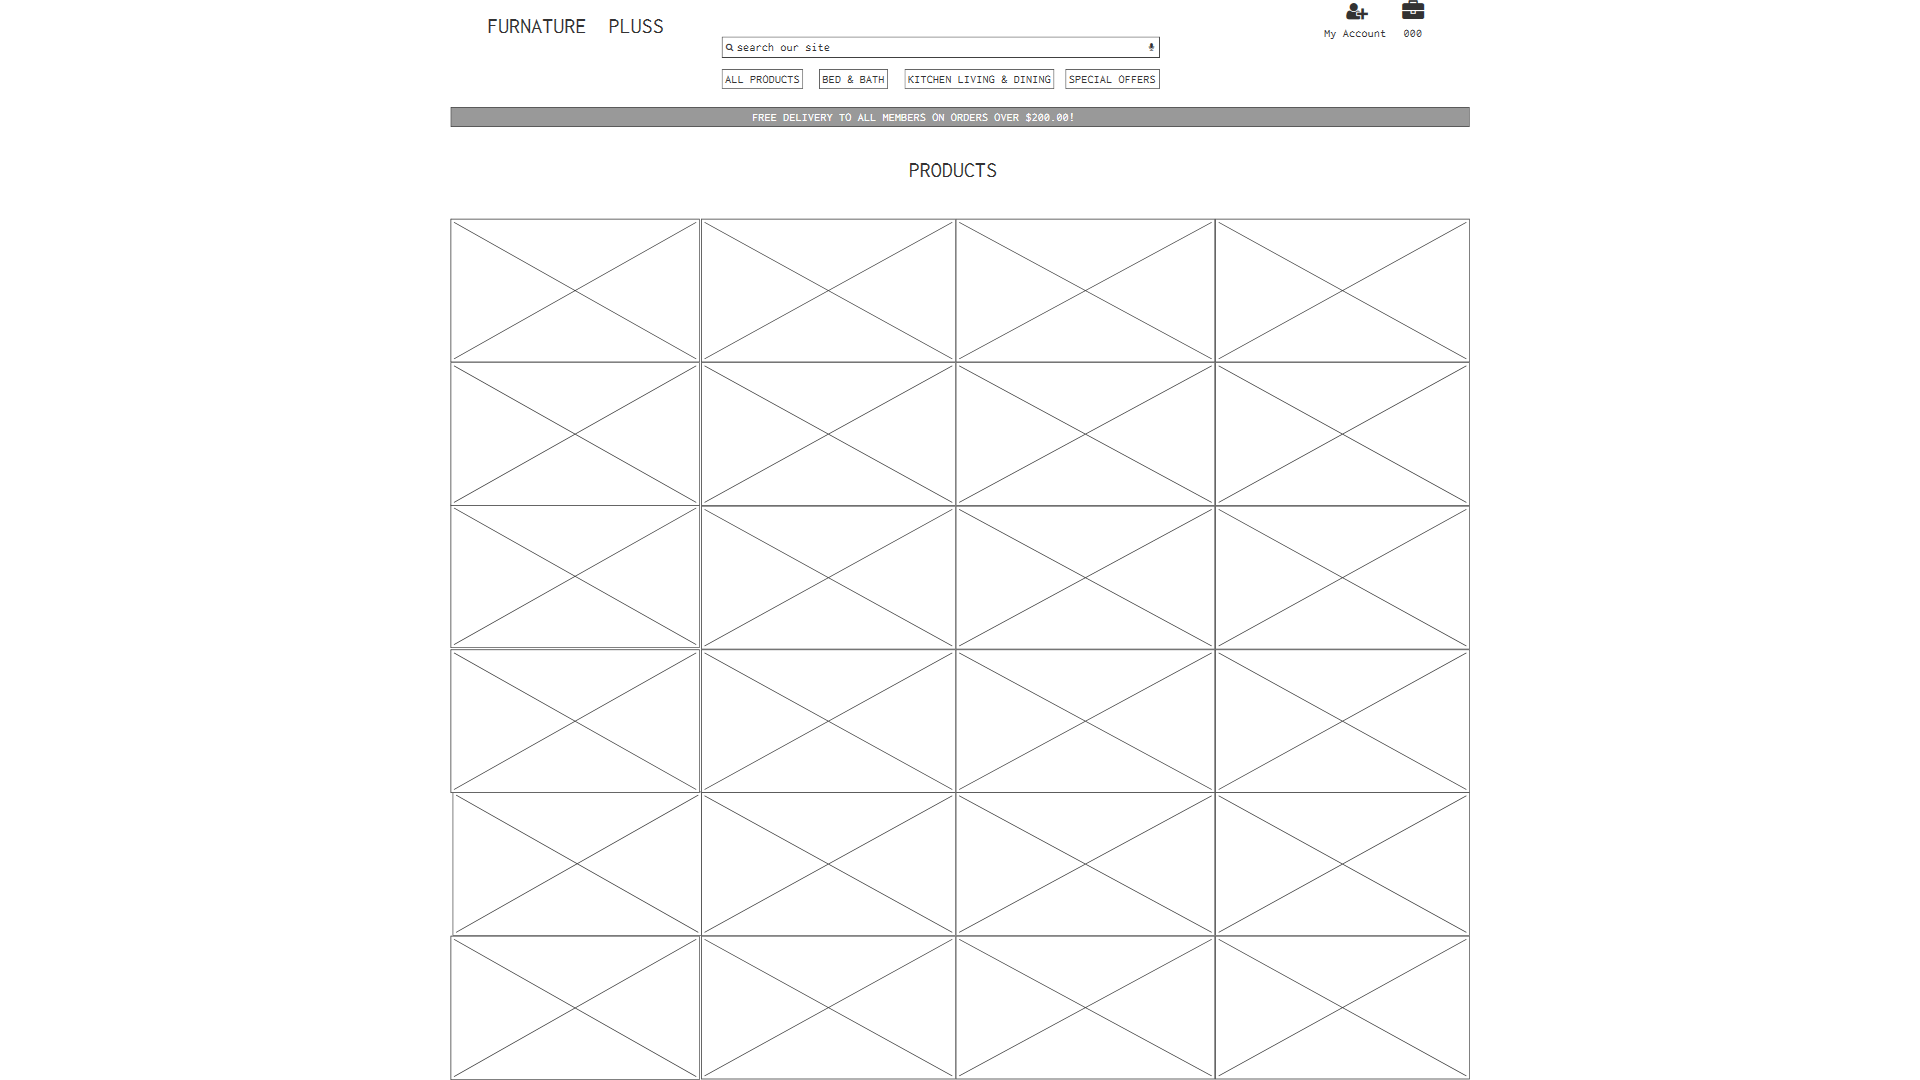 FURNATURE PLUSS
My Account 000
search our site
ALL PRODUCTS BED & BATH KITCHEN LIVING & DINING SPECIAL OFFERS
FREE DELIVERY TO ALL MEMBERS ON ORDERS OVER $200.00!
PRODUCTS